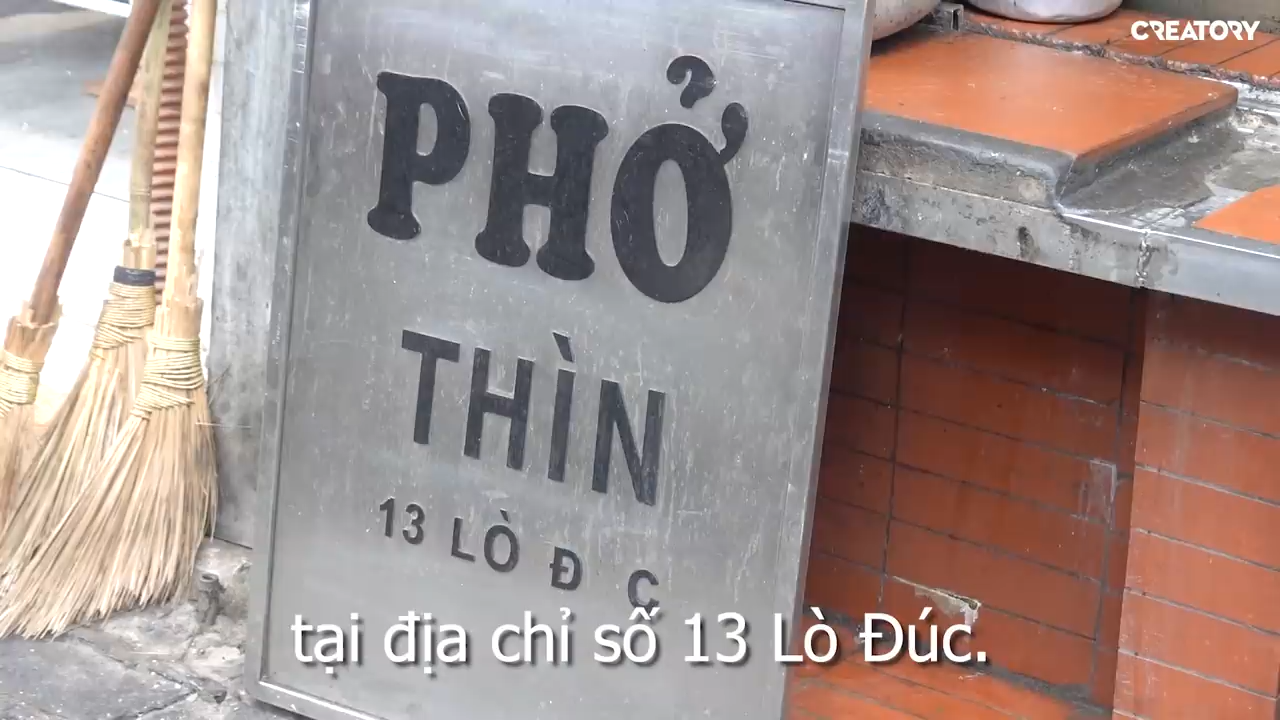 CREATORY
PHỞ
THÌN
13 LÒ Đ C
tại địa chỉ số 13 Lò Đúc.